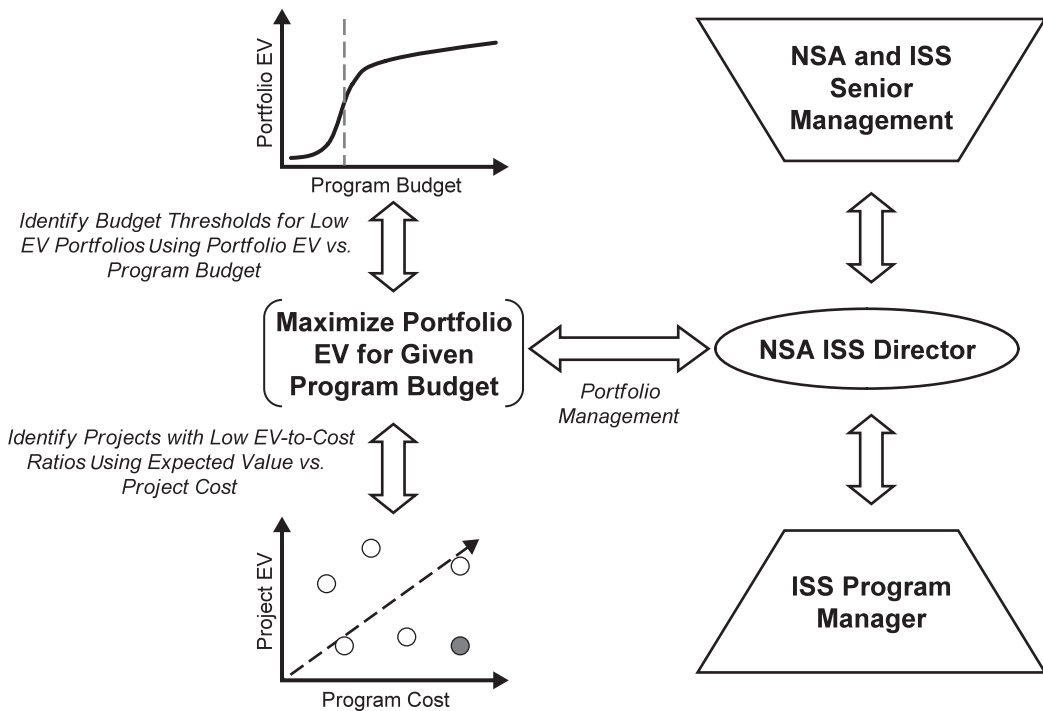 Portfolio EV
Program Budget
NSA and ISS
Senior
Management
Identify Budget Thresholds for Low
EV Portfolios Using Portfolio EV vs.
Program Budget
Maximize Portfolio
EV for Given
Program Budget
Portfolio
Management
NSA ISS Director
Identify Projects with Low EV-to-Cost
Ratios Using Expected Value vs.
Project Cost
Project EV
Program Cost
ISS Program
Manager